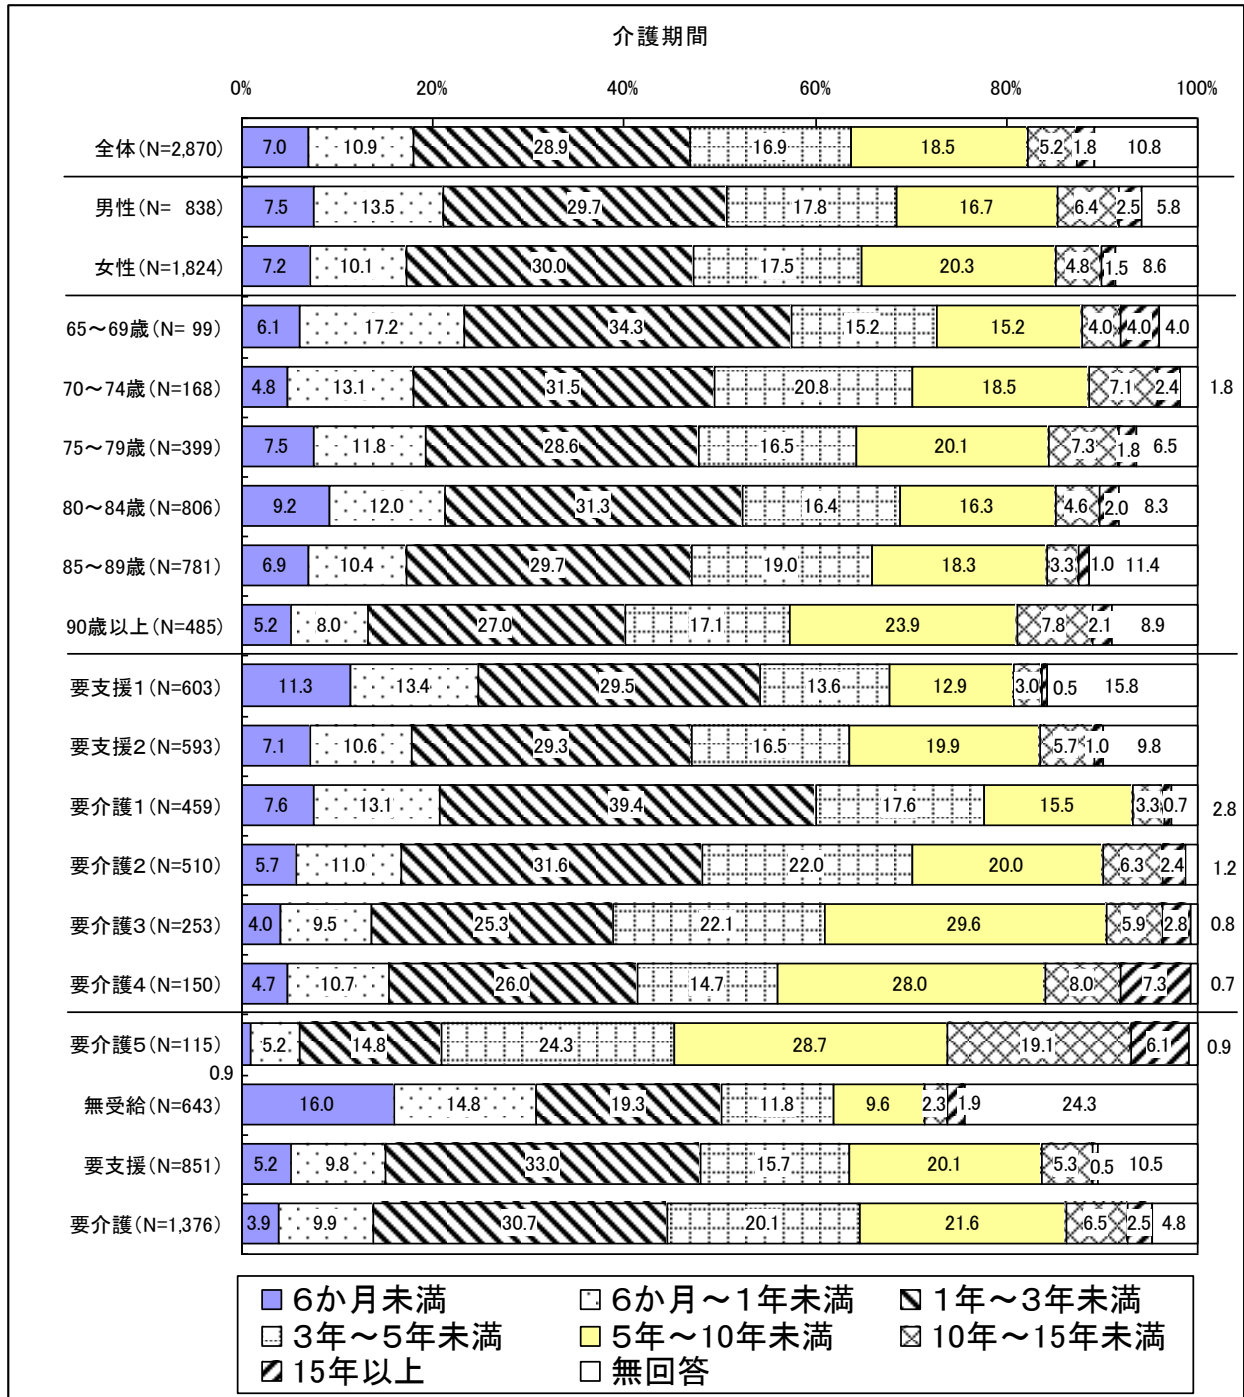 介護期間
0% 20% 40% 60% 80% 100%
全体(N=2,870) 7.0 10.9 28.9 16.9 18.5 5.2 1.8 10.8
男性(N= 838) 7.5 13.5 29.7 17.8 16.7 6.4 2.5 5.8
女性(N=1,824) 7.2 10.1 30.0 17.5 20.3 4.8 1.5 8.6
65～69歳(N= 99) 6.1 17.2 34.3 15.2 15.2 4.0 4.0 4.0
70～74歳(N=168) 4.8 13.1 31.5 20.8 18.5 7.1 2.4 1.8
75～79歳(N=399) 7.5 11.8 28.6 16.5 20.1 7.3 1.8 6.5
80～84歳(N=806) 9.2 12.0 31.3 16.4 16.3 4.6 2.0 8.3
85～89歳(N=781) 6.9 10.4 29.7 19.0 18.3 3.3 1.0 11.4
90歳以上(N=485) 5.2 8.0 27.0 17.1 23.9 7.8 2.1 8.9
要支援1(N=603) 11.3 13.4 29.5 13.6 12.9 3.0 0.5 15.8
要支援2(N=593) 7.1 10.6 29.3 16.5 19.9 5.7 1.0 9.8
要介護1(N=459) 7.6 13.1 39.4 17.6 15.5 3.3 0.7 2.8
要介護2(N=510) 5.7 11.0 31.6 22.0 20.0 6.3 2.4 1.2
要介護3(N=253) 4.0 9.5 25.3 22.1 29.6 5.9 2.8 0.8
要介護4(N=150) 4.7 10.7 26.0 14.7 28.0 8.0 7.3 0.7
要介護5(N=115) 5.2 14.8 24.3 28.7 19.1 6.1 0.9
0.9
無受給(N=643) 16.0 14.8 19.3 11.8 9.6 2.3 1.9 24.3
要支援(N=851) 5.2 9.8 33.0 15.7 20.1 5.3 0.5 10.5
要介護(N=1,376) 3.9 9.9 30.7 20.1 21.6 6.5 2.5 4.8
6か月未満 6か月～1年未満 1年～3年未満
3年～5年未満 5年～10年未満 10年～15年未満
15年以上 無回答